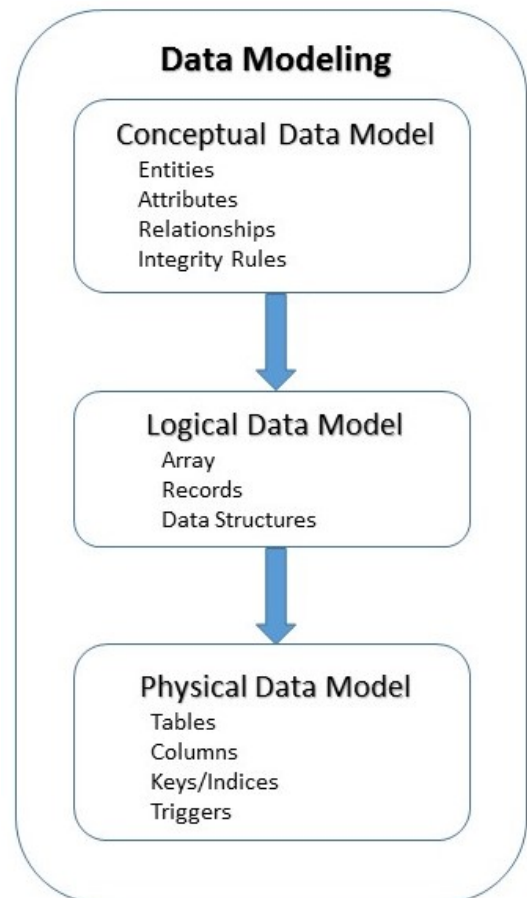 Data Modeling
Conceptual Data Model
Entities
Attributes
Relationships
Integrity Rules
Logical Data Model
Array
Records
Data Structures
Physical Data Model
Tables
Columns
Keys/Indices
Triggers